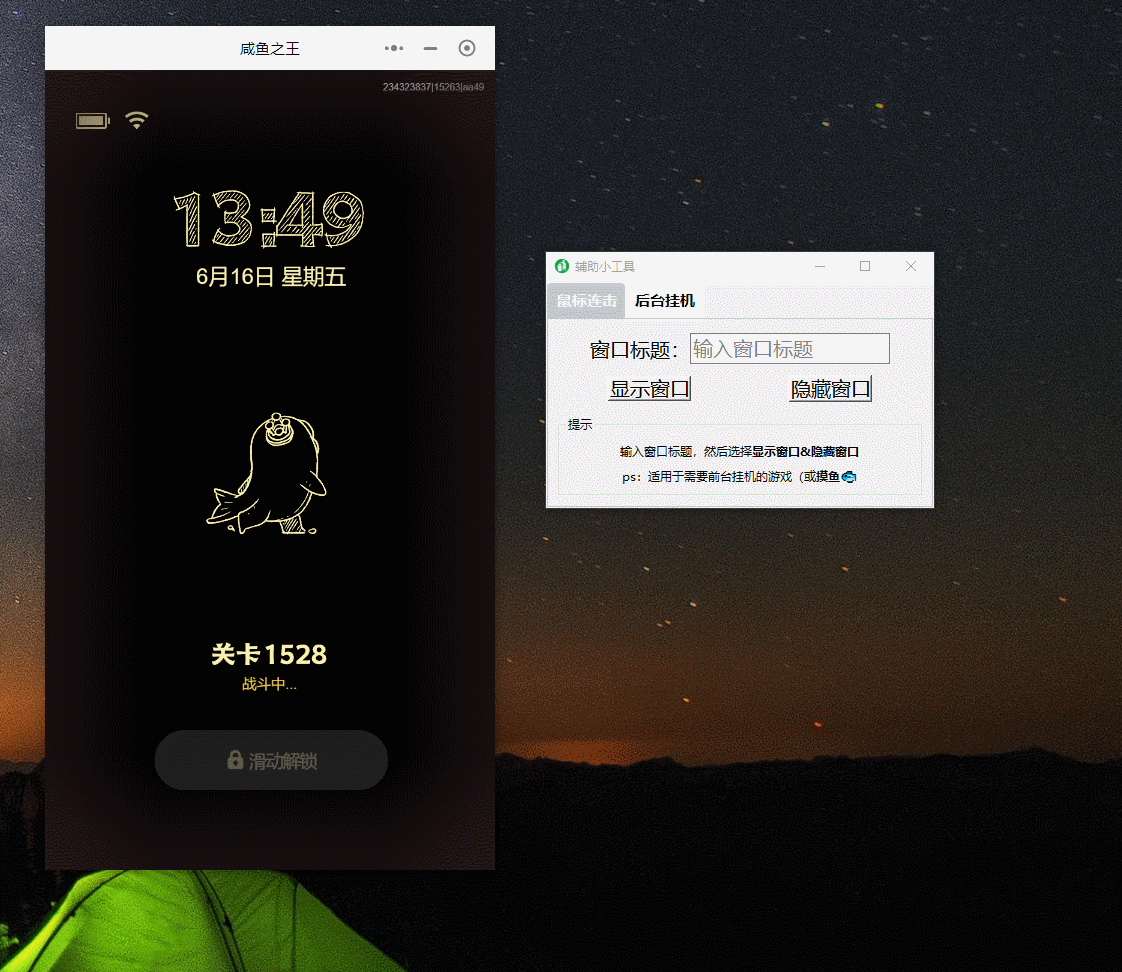 咸鱼之王
234323837|15263|aa49
13:49
6月16日 星期五
关卡1528
战斗中...
滑动解锁
辅助小工具
鼠标连击 后台挂机
窗口标题： 输入窗口标题
显示窗口 隐藏窗口
提示
输入窗口标题，然后选择显示窗口&隐藏窗口
ps：适用于需要前台挂机的游戏（或摸鱼🐟